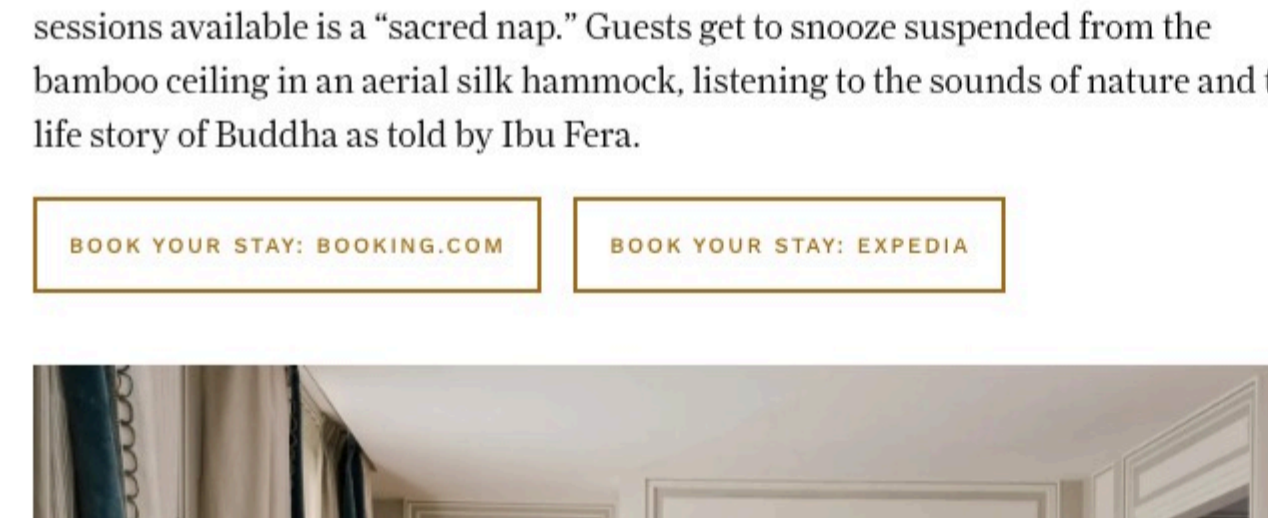 sessions available is a “sacred nap.” Guests get to snooze suspended from the
bamboo ceiling in an aerial silk hammock, listening to the sounds of nature and
life story of Buddha as told by Ibu Fera.
BOOK YOUR STAY: BOOKING.COM
BOOK YOUR STAY: EXPEDIA